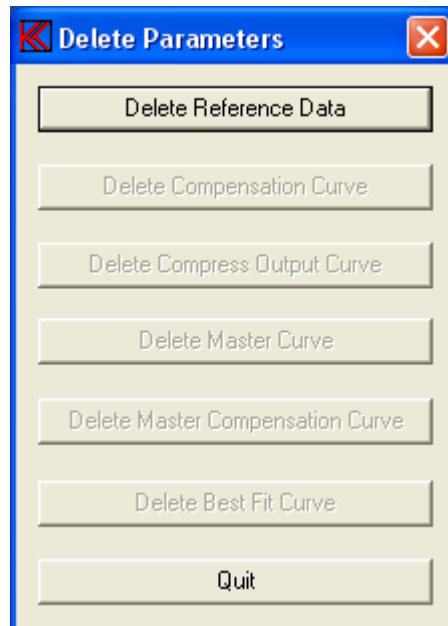 Delete Parameters
Delete Reference Data
Delete Compensation Curve
Delete Compress Output Curve
Delete Master Curve
Delete Master Compensation Curve
Delete Best Fit Curve
Quit